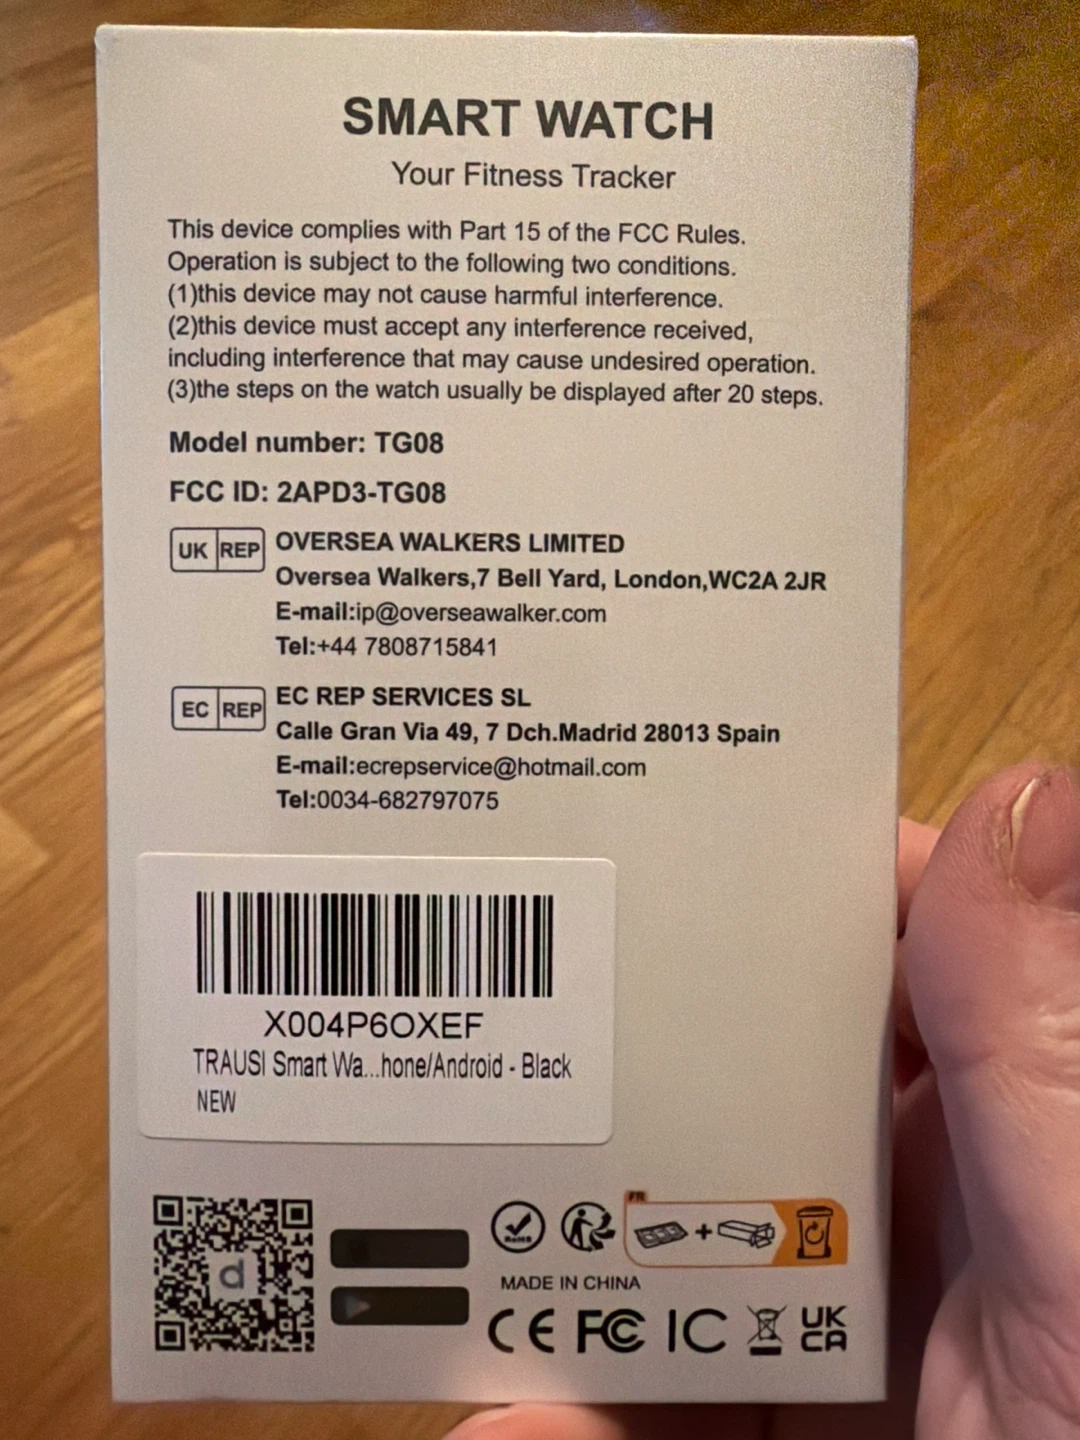 SMART WATCH
Your Fitness Tracker
This device complies with Part 15 of the FCC Rules.
Operation is subject to the following two conditions.
(1)this device may not cause harmful interference.
(2)this device must accept any interference received,
including interference that may cause undesired operation.
(3)the steps on the watch usually be displayed after 20 steps.
Model number: TG08
FCC ID: 2APD3-TG08
UK REP OVERSEA WALKERS LIMITED
Oversea Walkers,7 Bell Yard, London,WC2A 2JR
E-mail:ip@overseawalker.com
Tel:+44 7808715841
EC REP EC REP SERVICES SL
Calle Gran Via 49, 7 Dch.Madrid 28013 Spain
E-mail:ecrepservice@hotmail.com
Tel:0034-682797075
X004P6OXEF
TRAUSI Smart Wa...hone/Android - Black
NEW
d
RoHS
FR
+
MADE IN CHINA
CE FC IC UK CA